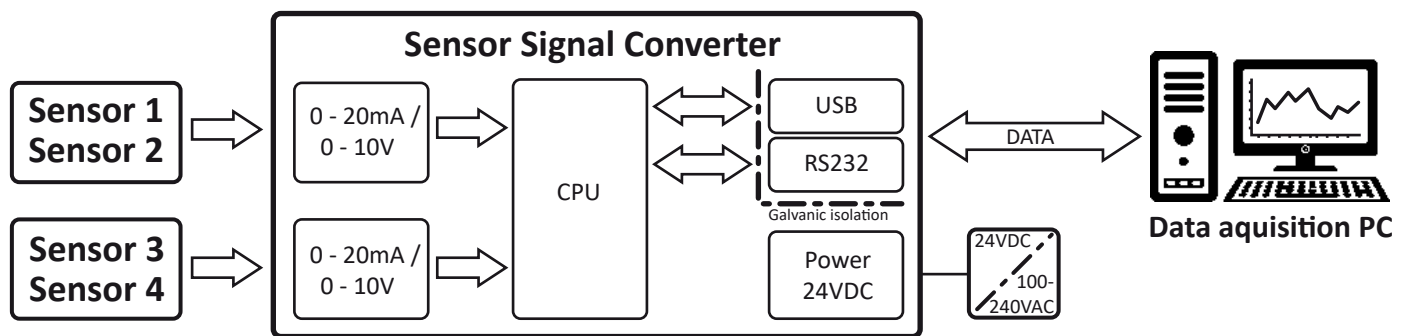 Sensor Signal Converter
Sensor 1
Sensor 2
0 - 20mA /
0 - 10V
CPU
USB
RS232
Galvanic isolation
DATA
Data aquisition PC
Sensor 3
Sensor 4
0 - 20mA /
0 - 10V
Power
24VDC
24VDC
100-
240VAC